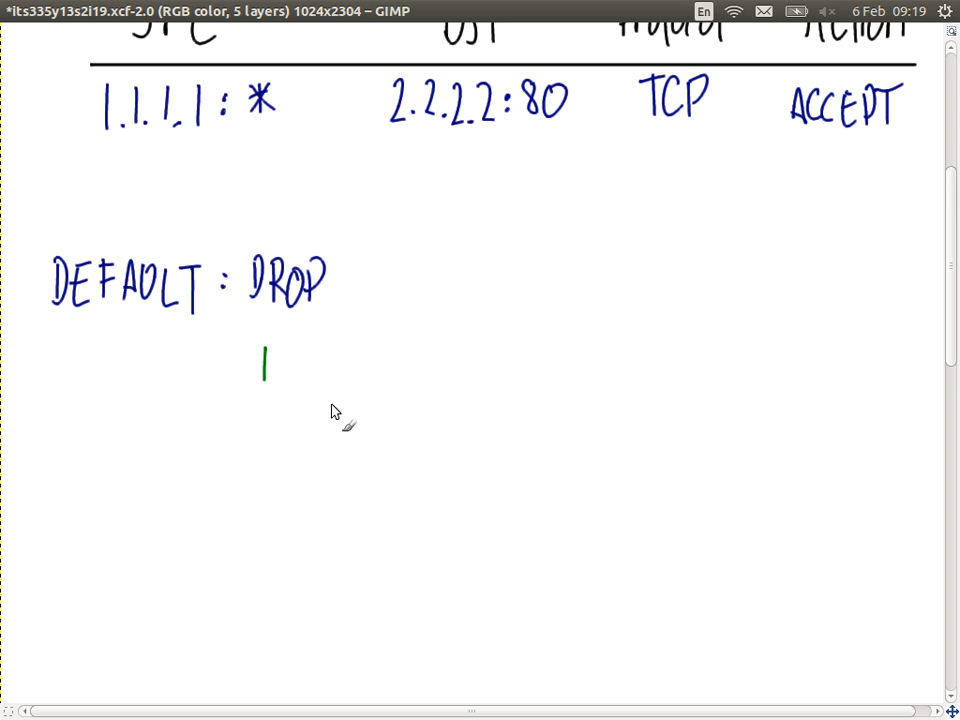 *its335y13s2i19.xcf-2.0 (RGB color, 5 layers) 1024x2304 – GIMP En 6 Feb 09:19
1.1.1.1 : * 2.2.2.2 : 80 TCP ACCEPT
DEFAULT : DROP